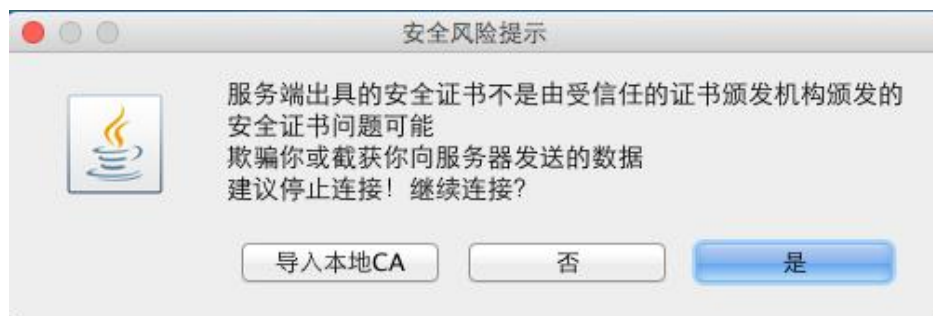 安全风险提示
服务端出具的安全证书不是由受信任的证书颁发机构颁发的
安全证书问题可能
欺骗你或截获你向服务器发送的数据
建议停止连接！继续连接？
导入本地CA 否 是